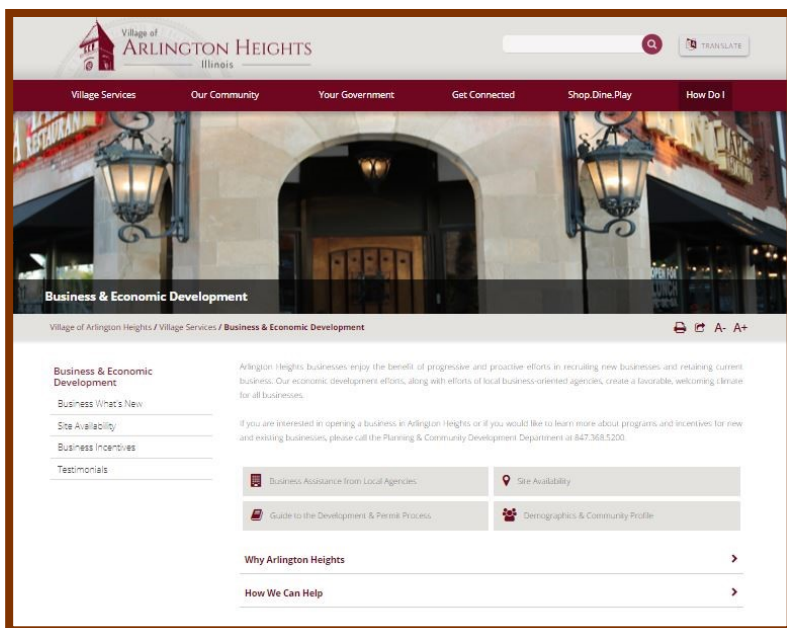 Village of
ARLINGTON HEIGHTS
Illinois
TRANSLATE
Village Services
Our Community
Your Government
Get Connected
Shop.Dine.Play
How Do I
RESTAURANT
OPEN FOR
LUNCH
Business & Economic Development
Village of Arlington Heights / Village Services / Business & Economic Development
A- A+
Business & Economic
Development
Business What's New
Site Availability
Business Incentives
Testimonials
Arlington Heights businesses enjoy the benefit of progressive and proactive efforts in recruiting new businesses and retaining current
business. Our economic development efforts, along with efforts of local business-oriented agencies, create a favorable, welcoming climate
for all businesses.
If you are interested in opening a business in Arlington Heights or if you would like to learn more about programs and incentives for new
and existing businesses, please call the Planning & Community Development Department at 847.368.5200.
Business Assistance from Local Agencies
Site Availability
Guide to the Development & Permit Process
Demographics & Community Profile
Why Arlington Heights
How We Can Help